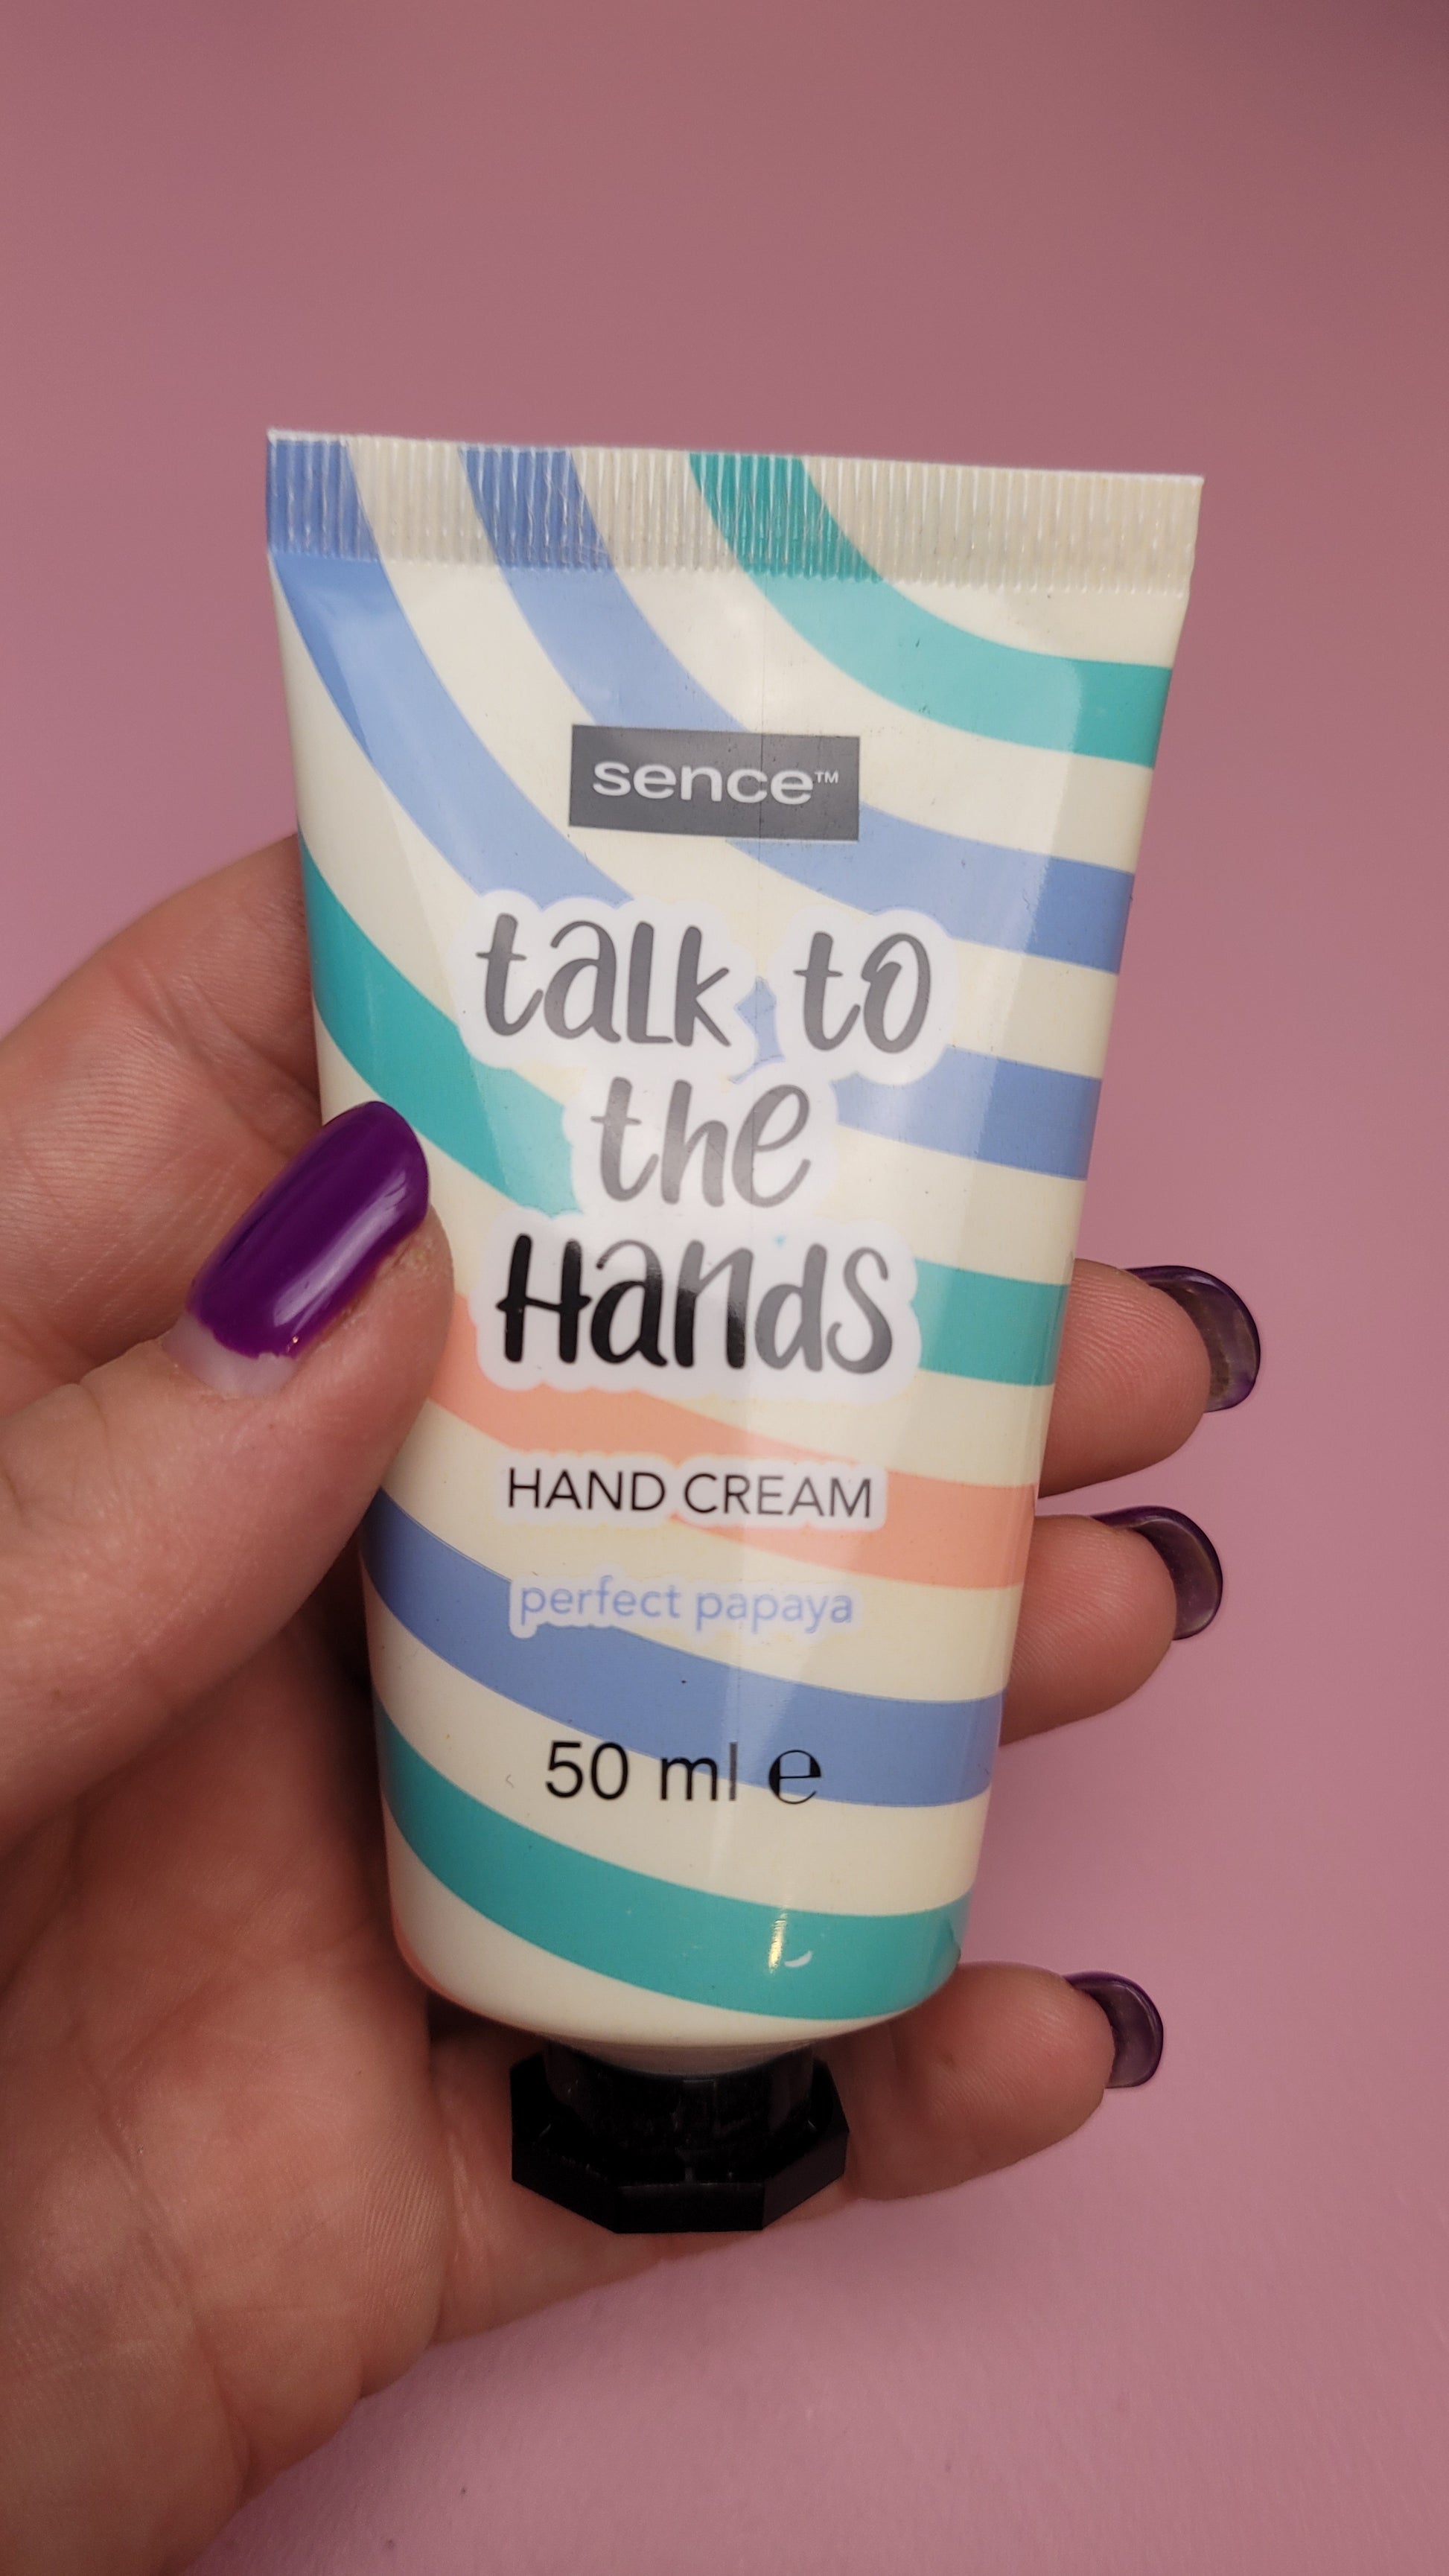 sence™
talk to
the
Hands
HAND CREAM
perfect papaya
50 ml ℮